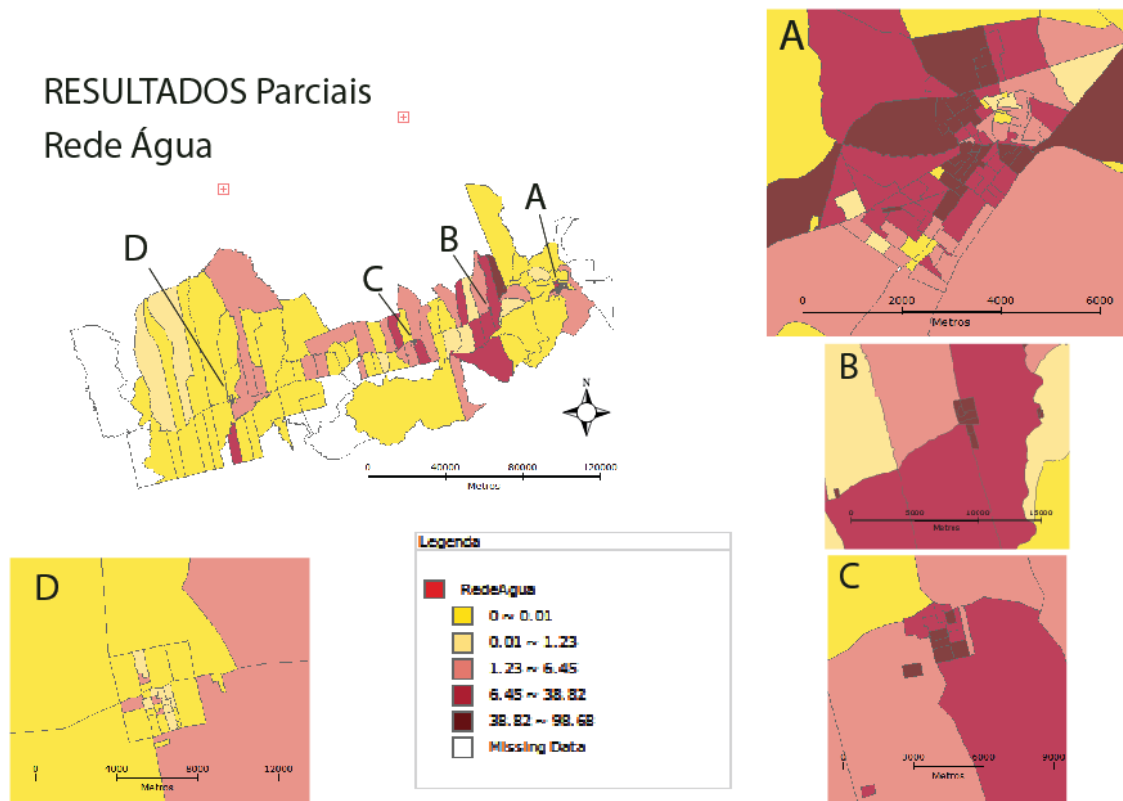 RESULTADOS Parciais
Rede Água
A
B
C
D
N
0 40000 80000 120000
Metros
A
0 2000 4000 6000
Metros
B
0 5000 10000 15000
Metros
C
0 3000 6000 9000
Metros
D
0 4000 8000 12000
Metros
Legenda
RedeAgua
0 ~ 0.01
0.01 ~ 1.23
1.23 ~ 6.45
6.45 ~ 38.82
38.82 ~ 98.68
Missing Data